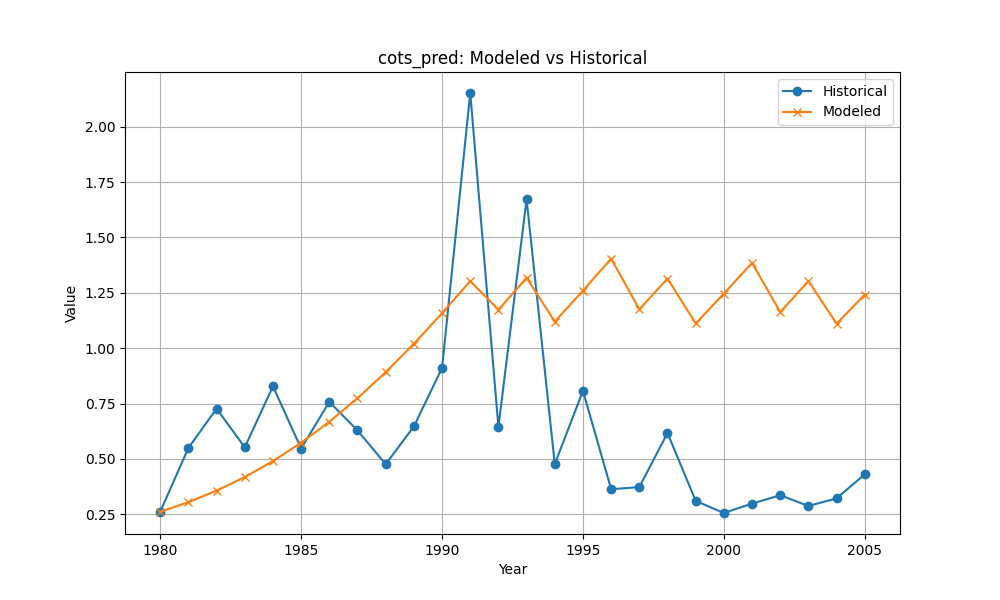 cots_pred: Modeled vs Historical
Historical
Modeled
Value
2.00
1.75
1.50
1.25
1.00
0.75
0.50
0.25
1980 1985 1990 1995 2000 2005
Year